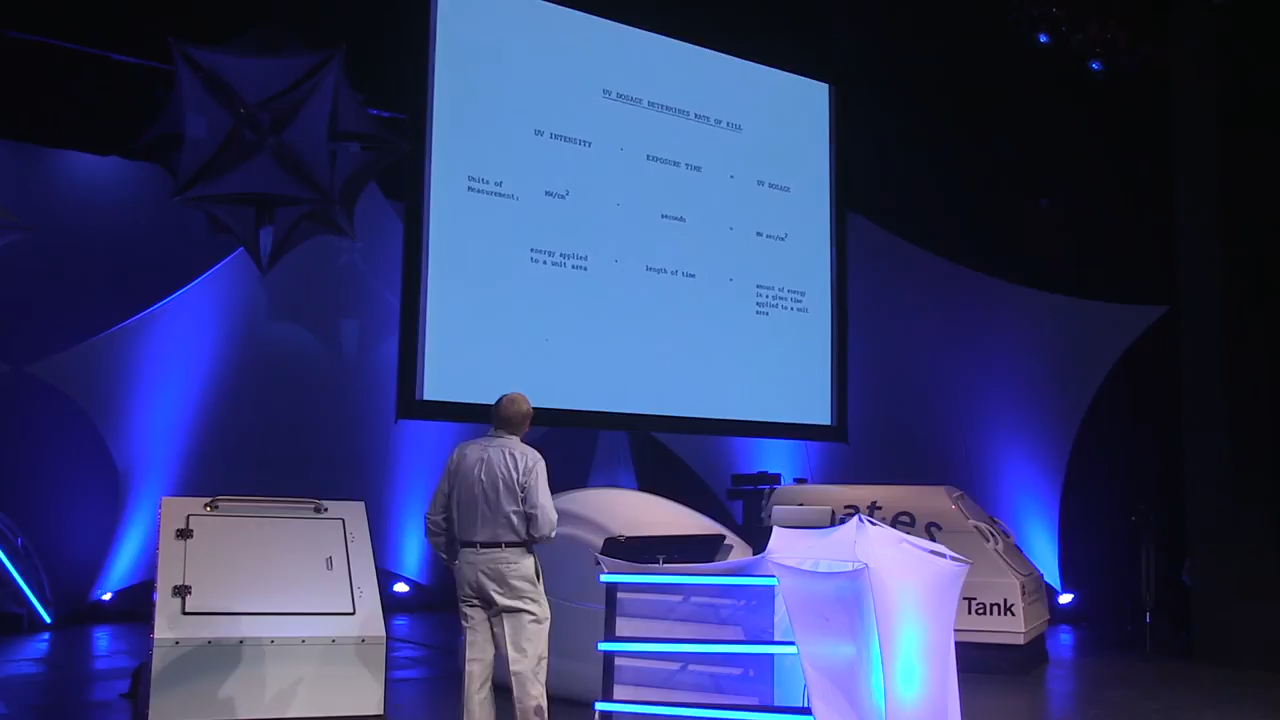 UV DOSAGE DETERMINES RATE OF KILL
UV INTENSITY · EXPOSURE TIME = UV DOSAGE
Units of
Measurement:
MW/cm2 · seconds = MW sec/cm2
energy applied
to a unit area
· length of time =
amount of energy
in a given time
applied to a unit
area
Tank